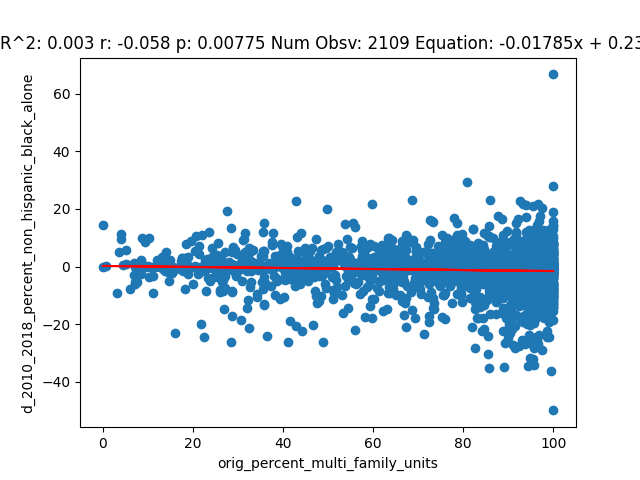 R^2: 0.003 r: -0.058 p: 0.00775 Num Obsv: 2109 Equation: -0.01785x + 0.23
d_2010_2018_percent_non_hispanic_black_alone
60
40
20
0
−20
−40
0 20 40 60 80 100
orig_percent_multi_family_units